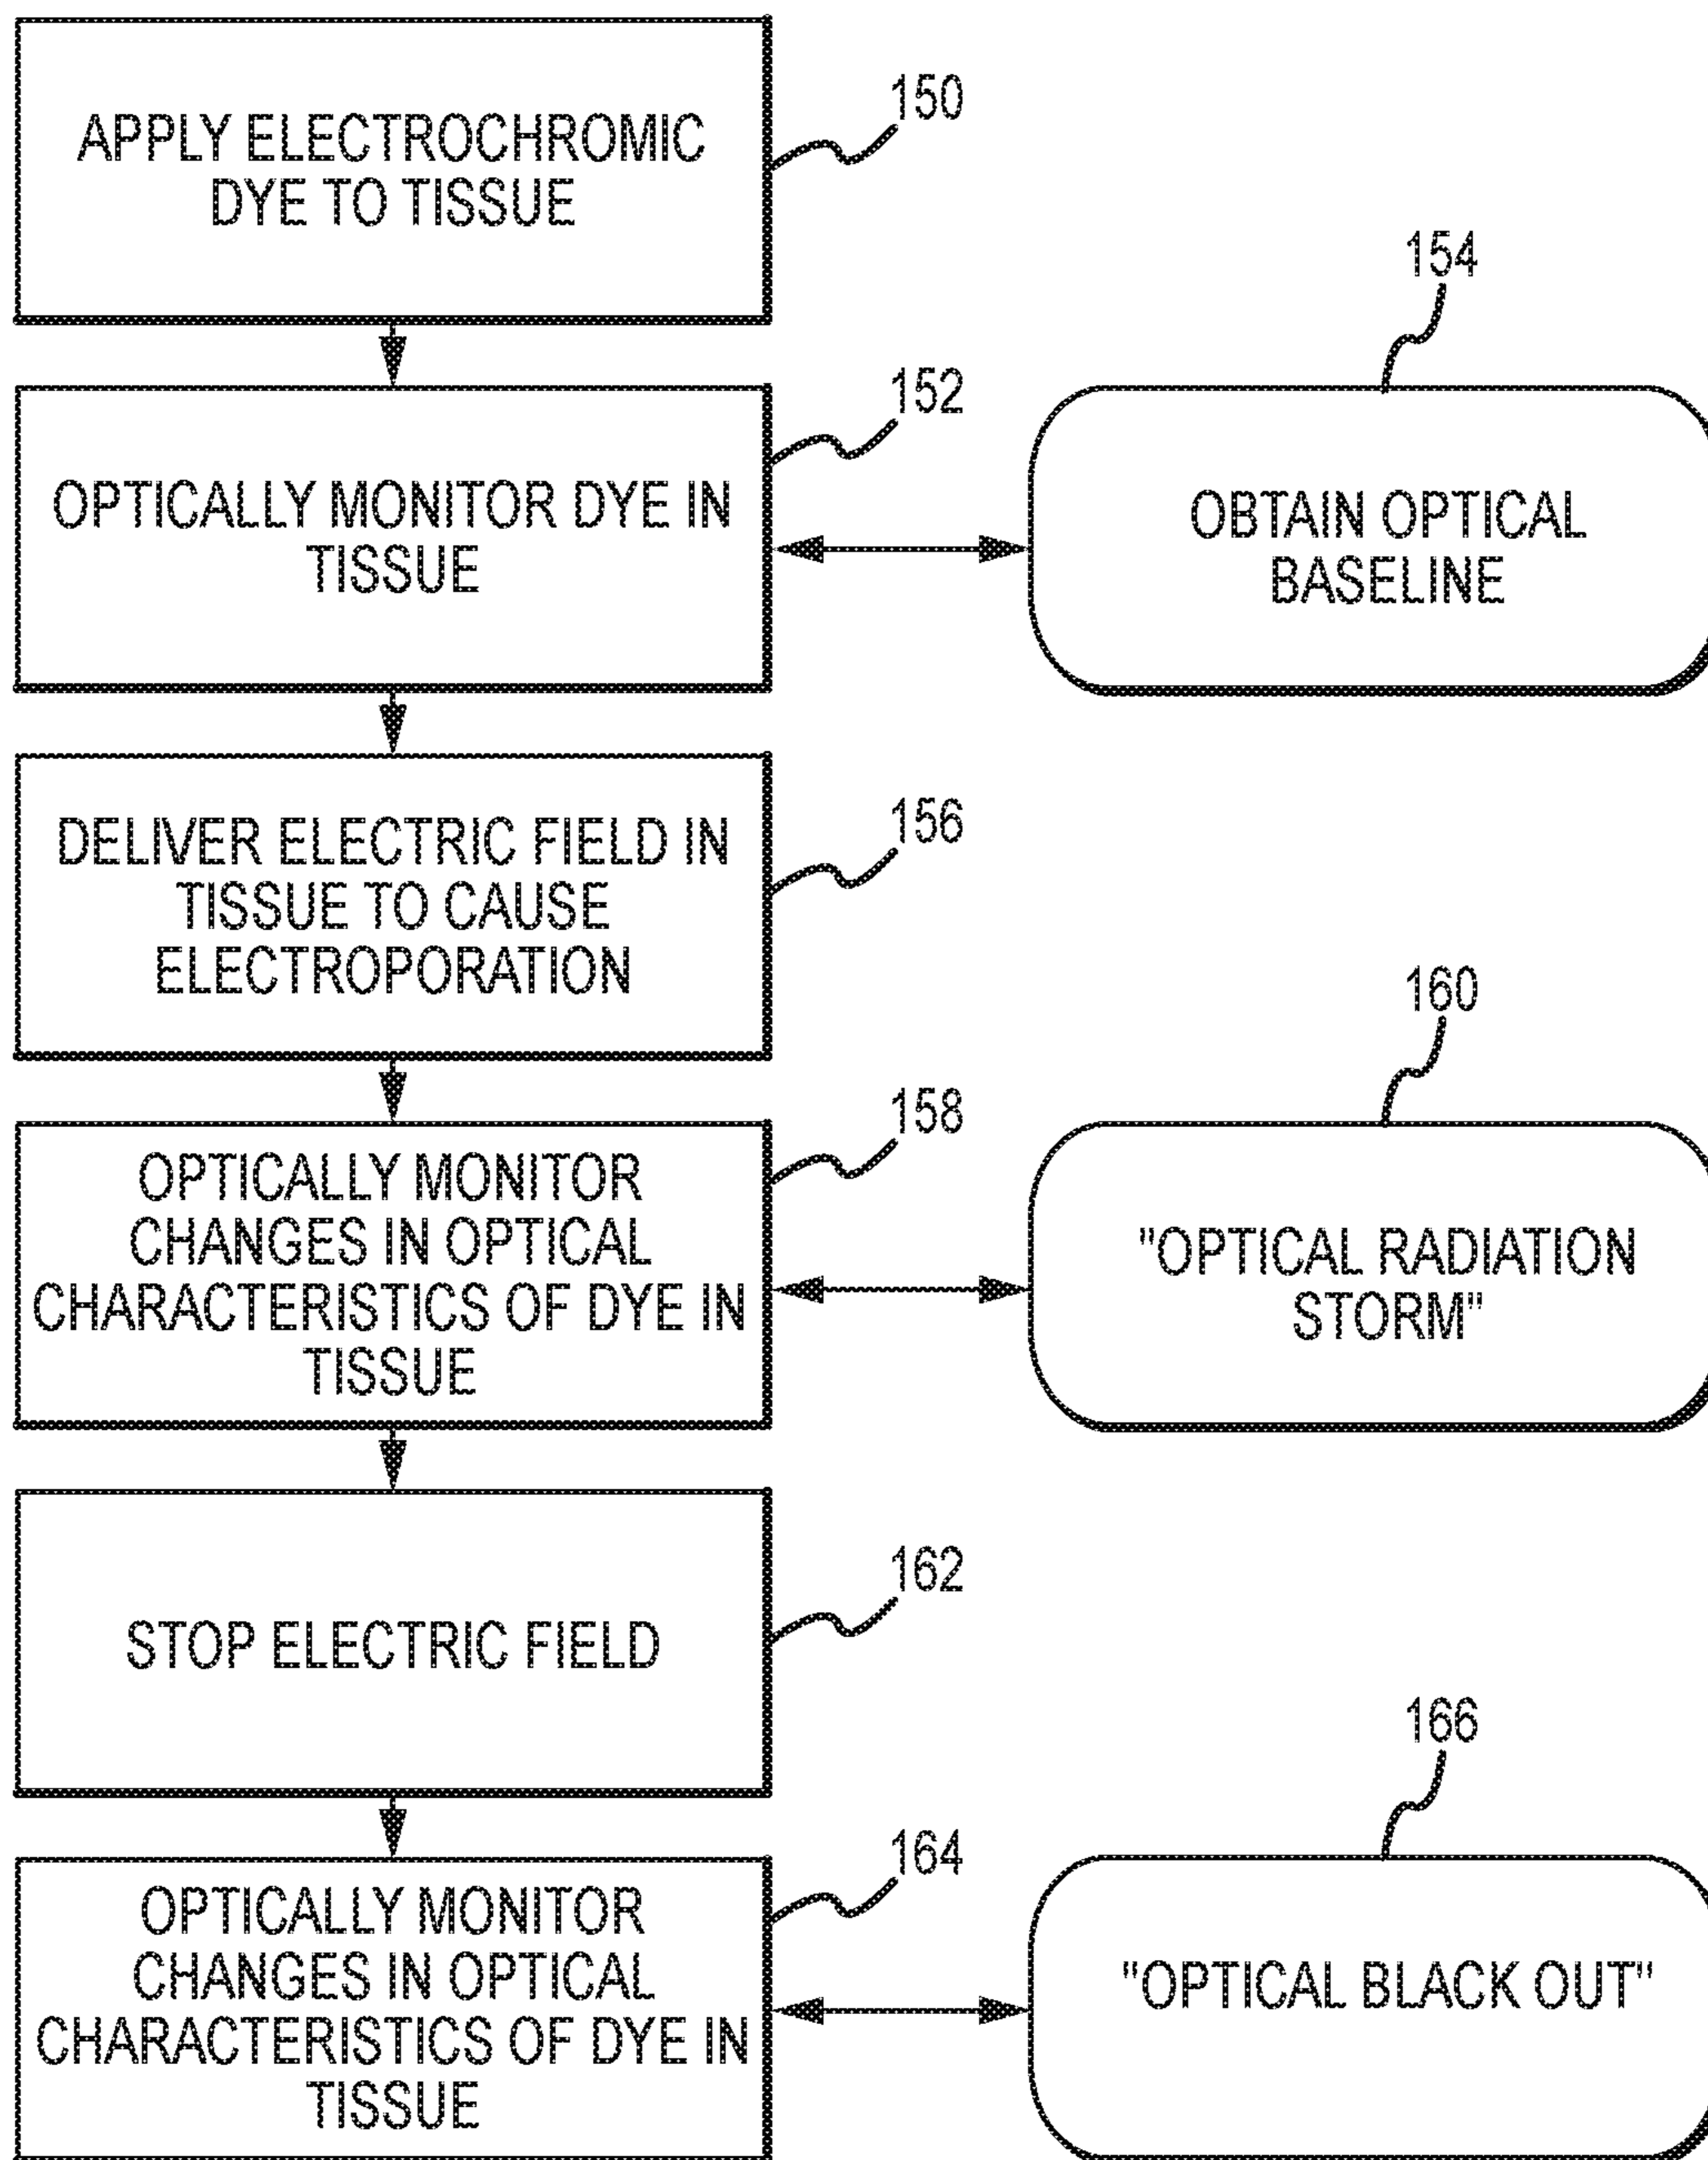 APPLY ELECTROCHROMIC
DYE TO TISSUE
150
OPTICALLY MONITOR DYE IN
TISSUE
152
OBTAIN OPTICAL
BASELINE
154
DELIVER ELECTRIC FIELD IN
TISSUE TO CAUSE
ELECTROPORATION
156
OPTICALLY MONITOR
CHANGES IN OPTICAL
CHARACTERISTICS OF DYE IN
TISSUE
158
"OPTICAL RADIATION
STORM"
160
STOP ELECTRIC FIELD
162
OPTICALLY MONITOR
CHANGES IN OPTICAL
CHARACTERISTICS OF DYE IN
TISSUE
164
"OPTICAL BLACK OUT"
166